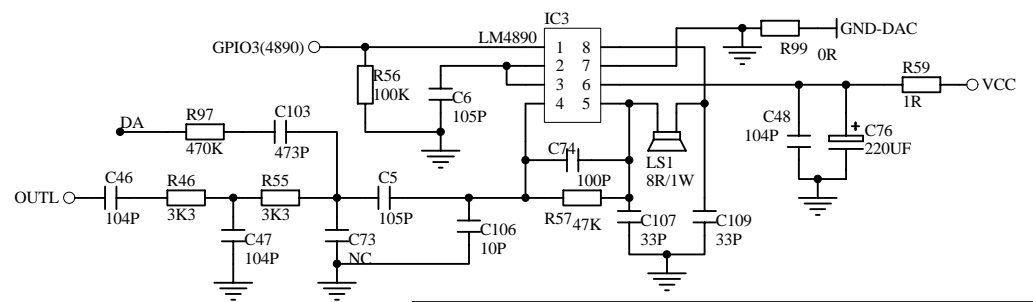 IC3
LM4890
GPIO3(4890)
1 8
2 7
3 6
4 5
R99
0R
GND-DAC
R56
100K
C6
105P
R59
1R
VCC
C48
104P
+
C76
220UF
DA
R97
470K
C103
473P
LS1
8R/1W
C74
100P
OUTL
C46
104P
R46
3K3
R55
3K3
C5
105P
R57
47K
C47
104P
C73
NC
C106
10P
C107
33P
C109
33P